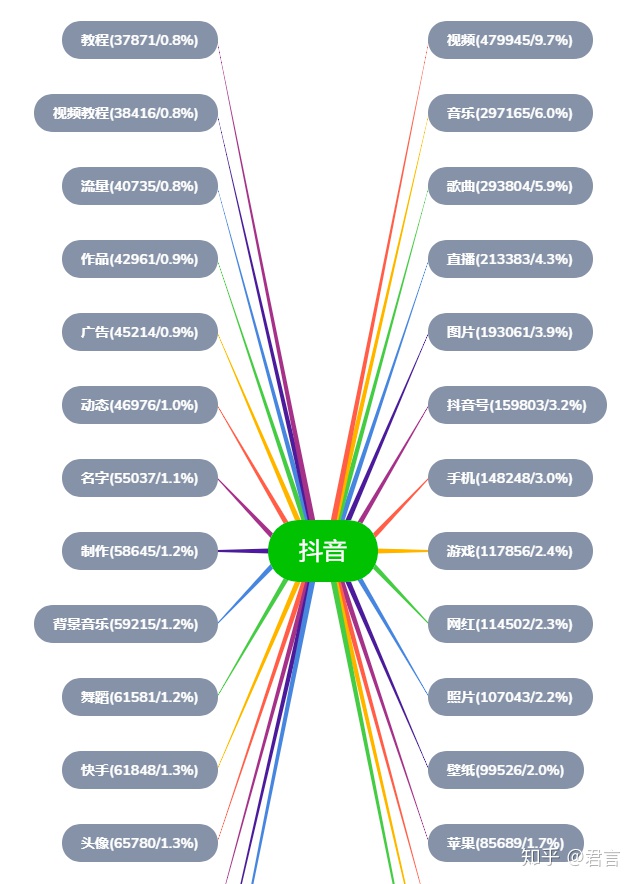 教程(37871/0.8%)
视频教程(38416/0.8%)
流量(40735/0.8%)
作品(42961/0.9%)
广告(45214/0.9%)
动态(46976/1.0%)
名字(55037/1.1%)
制作(58645/1.2%)
背景音乐(59215/1.2%)
舞蹈(61581/1.2%)
快手(61848/1.3%)
头像(65780/1.3%)
抖音
视频(479945/9.7%)
音乐(297165/6.0%)
歌曲(293804/5.9%)
直播(213383/4.3%)
图片(193061/3.9%)
抖音号(159803/3.2%)
手机(148248/3.0%)
游戏(117856/2.4%)
网红(114502/2.3%)
照片(107043/2.2%)
壁纸(99526/2.0%)
苹果(85689/1.7%)
知乎 @君言